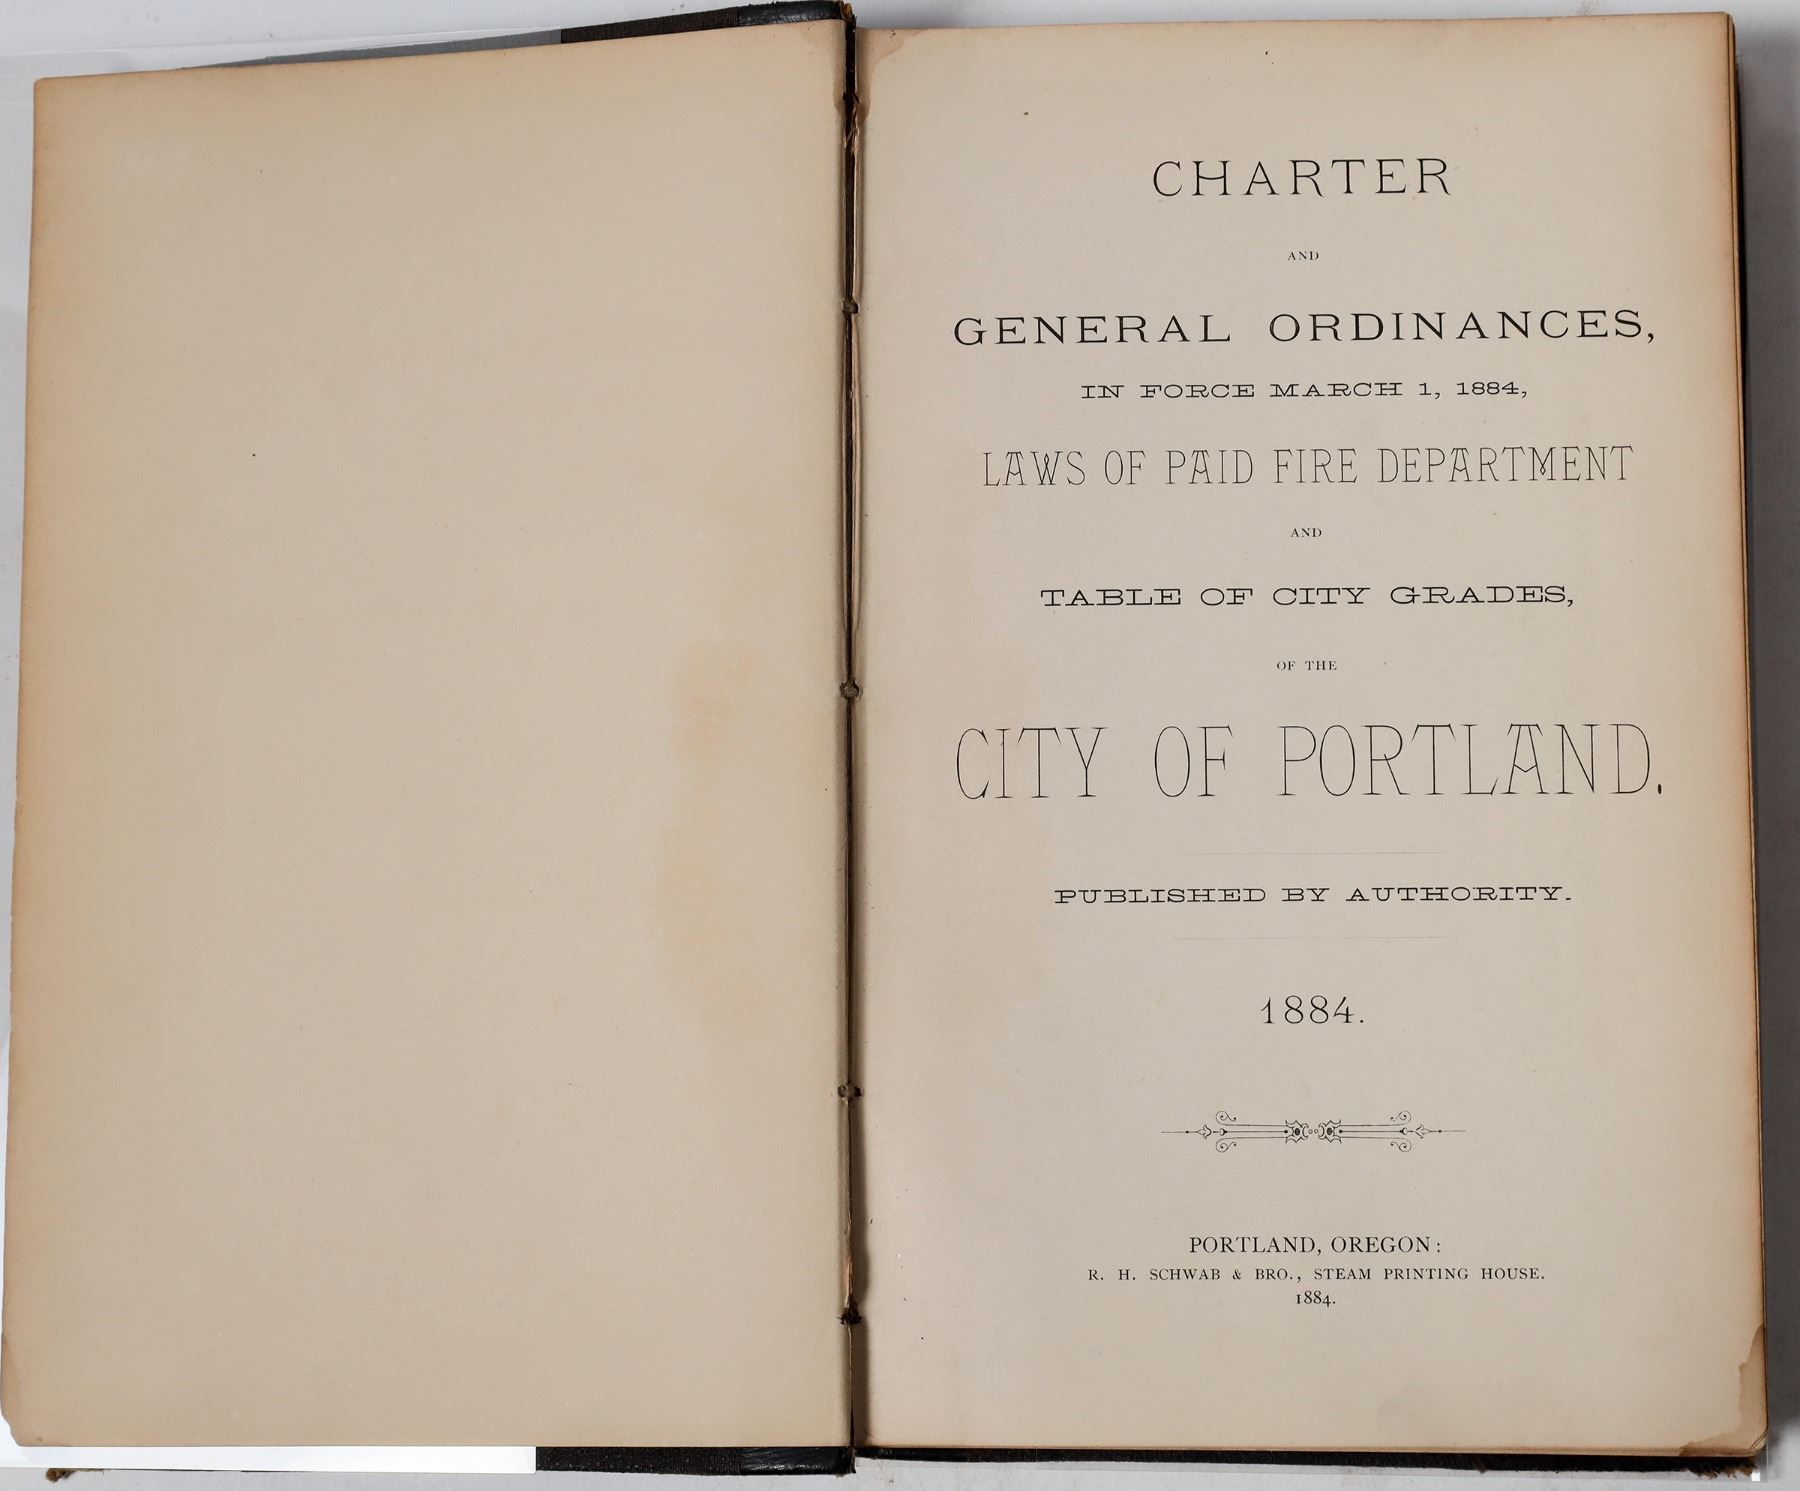 CHARTER
AND
GENERAL ORDINANCES,
IN FORCE MARCH 1, 1884,
LAWS OF PAID FIRE DEPARTMENT
AND
TABLE OF CITY GRADES,
OF THE
CITY OF PORTLAND.
PUBLISHED BY AUTHORITY.
1884.
PORTLAND, OREGON:
R. H. SCHWAB & BRO., STEAM PRINTING HOUSE.
1884.